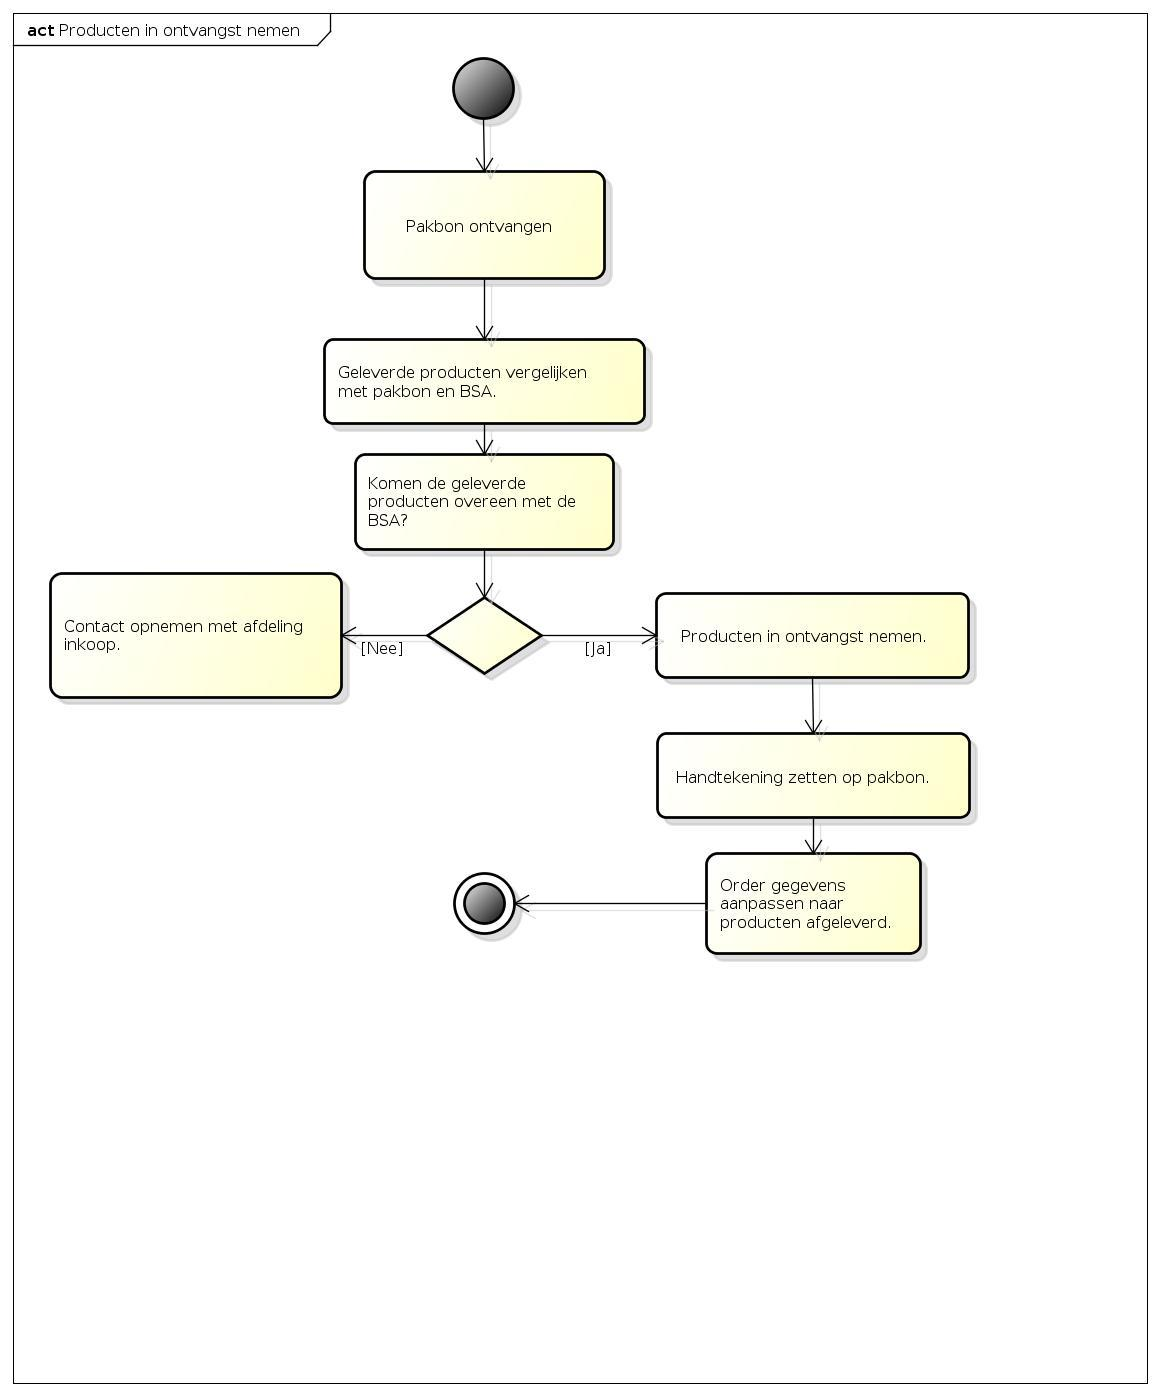 act Producten in ontvangst nemen
Pakbon ontvangen
Geleverde producten vergelijken
met pakbon en BSA.
Komen de geleverde
producten overeen met de
BSA?
Contact opnemen met afdeling
inkoop.
[Nee]
[Ja]
Producten in ontvangst nemen.
Handtekening zetten op pakbon.
Order gegevens
aanpassen naar
producten afgeleverd.